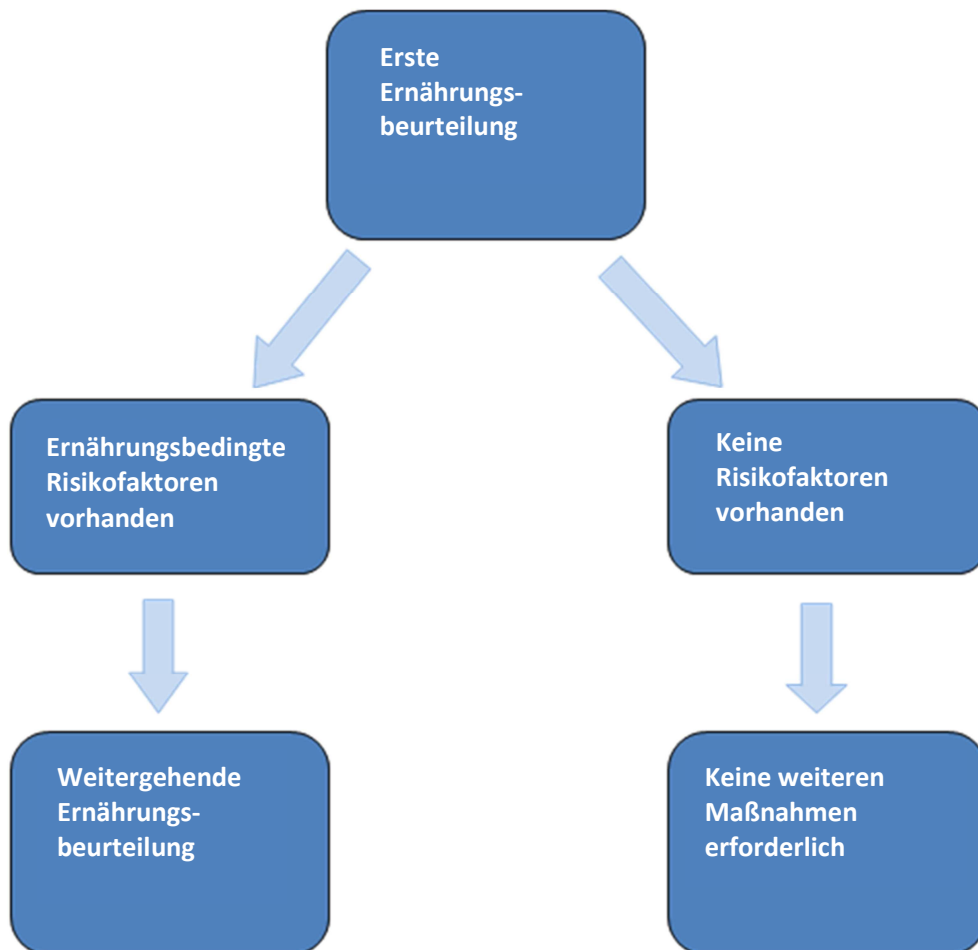 Erste
Ernährungs-
beurteilung
Ernährungsbedingte
Risikofaktoren
vorhanden
Keine
Risikofaktoren
vorhanden
Weitergehende
Ernährungs-
beurteilung
Keine weiteren
Maßnahmen
erforderlich